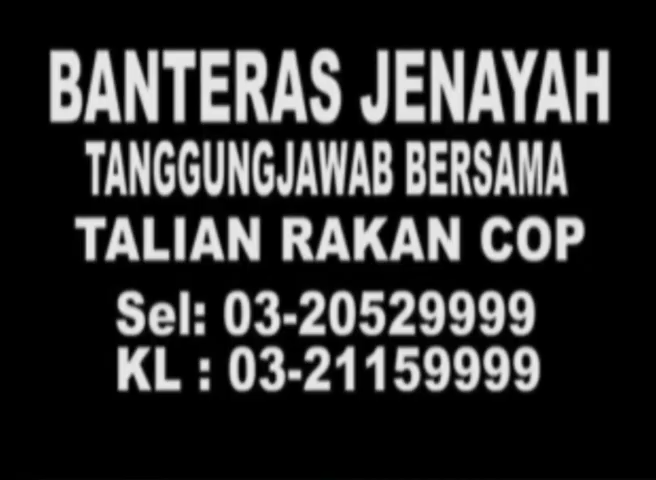 BANTERAS JENAYAH
TANGGUNGJAWAB BERSAMA
TALIAN RAKAN COP
Sel: 03-20529999
KL : 03-21159999